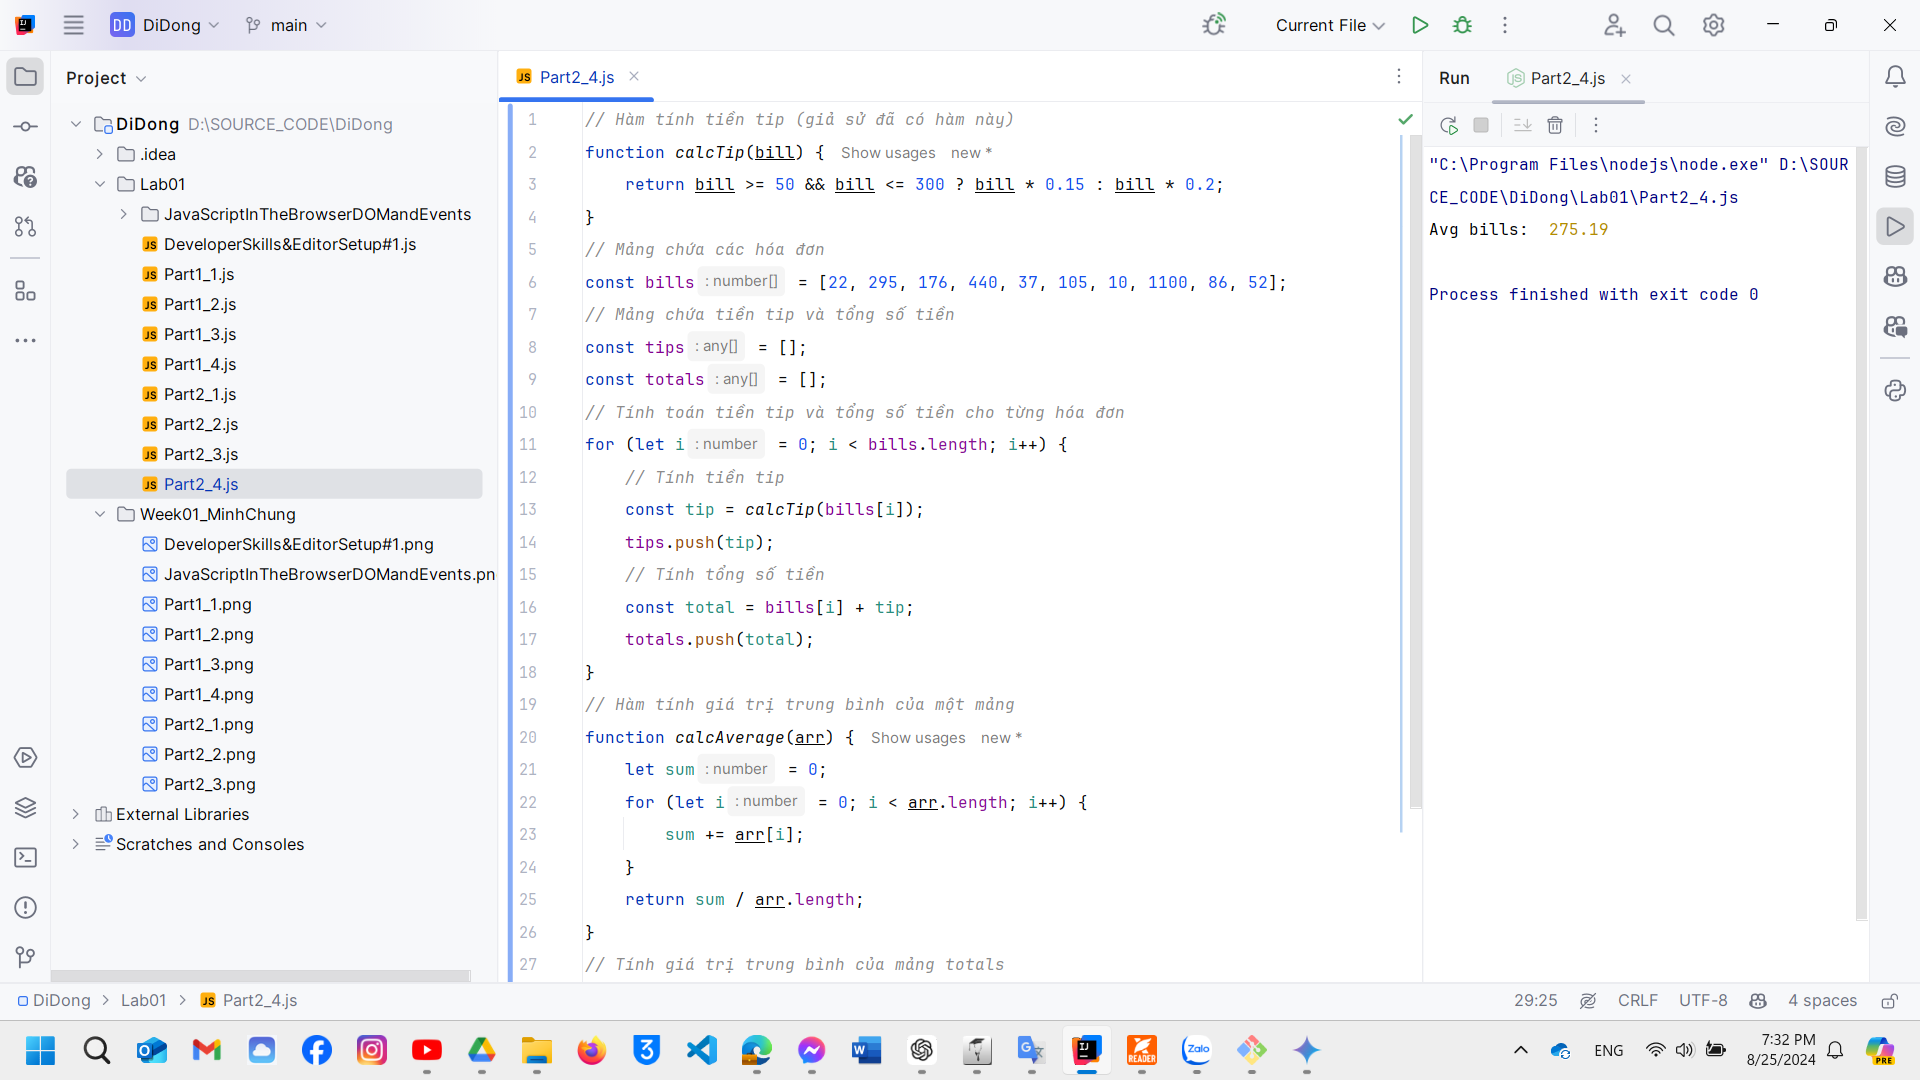 DD DiDong main Current File
Project
DiDong D:\SOURCE_CODE\DiDong
.idea
Lab01
JavaScriptInTheBrowserDOMandEvents
JS DeveloperSkills&EditorSetup#1.js
JS Part1_1.js
JS Part1_2.js
JS Part1_3.js
JS Part1_4.js
JS Part2_1.js
JS Part2_2.js
JS Part2_3.js
JS Part2_4.js
Week01_MinhChung
DeveloperSkills&EditorSetup#1.png
JavaScriptInTheBrowserDOMandEvents.pn
Part1_1.png
Part1_2.png
Part1_3.png
Part1_4.png
Part2_1.png
Part2_2.png
Part2_3.png
External Libraries
Scratches and Consoles
JS Part2_4.js
1 // Hàm tính tiền tip (giả sử đã có hàm này)
2 function calcTip(bill) { Show usages new *
3 return bill >= 50 && bill <= 300 ? bill * 0.15 : bill * 0.2;
4 }
5 // Mảng chứa các hóa đơn
6 const bills : number[] = [22, 295, 176, 440, 37, 105, 10, 1100, 86, 52];
7 // Mảng chứa tiền tip và tổng số tiền
8 const tips : any[] = [];
9 const totals : any[] = [];
10 // Tính toán tiền tip và tổng số tiền cho từng hóa đơn
11 for (let i : number = 0; i < bills.length; i++) {
12 // Tính tiền tip
13 const tip = calcTip(bills[i]);
14 tips.push(tip);
15 // Tính tổng số tiền
16 const total = bills[i] + tip;
17 totals.push(total);
18 }
19 // Hàm tính giá trị trung bình của một mảng
20 function calcAverage(arr) { Show usages new *
21 let sum : number = 0;
22 for (let i : number = 0; i < arr.length; i++) {
23 sum += arr[i];
24 }
25 return sum / arr.length;
26 }
27 // Tính giá trị trung bình của mảng totals
Run Part2_4.js
"C:\Program Files\nodejs\node.exe" D:\SOUR
CE_CODE\DiDong\Lab01\Part2_4.js
Avg bills: 275.19
Process finished with exit code 0
DiDong > Lab01 > JS Part2_4.js
29:25 CRLF UTF-8 4 spaces
ENG
7:32 PM
8/25/2024